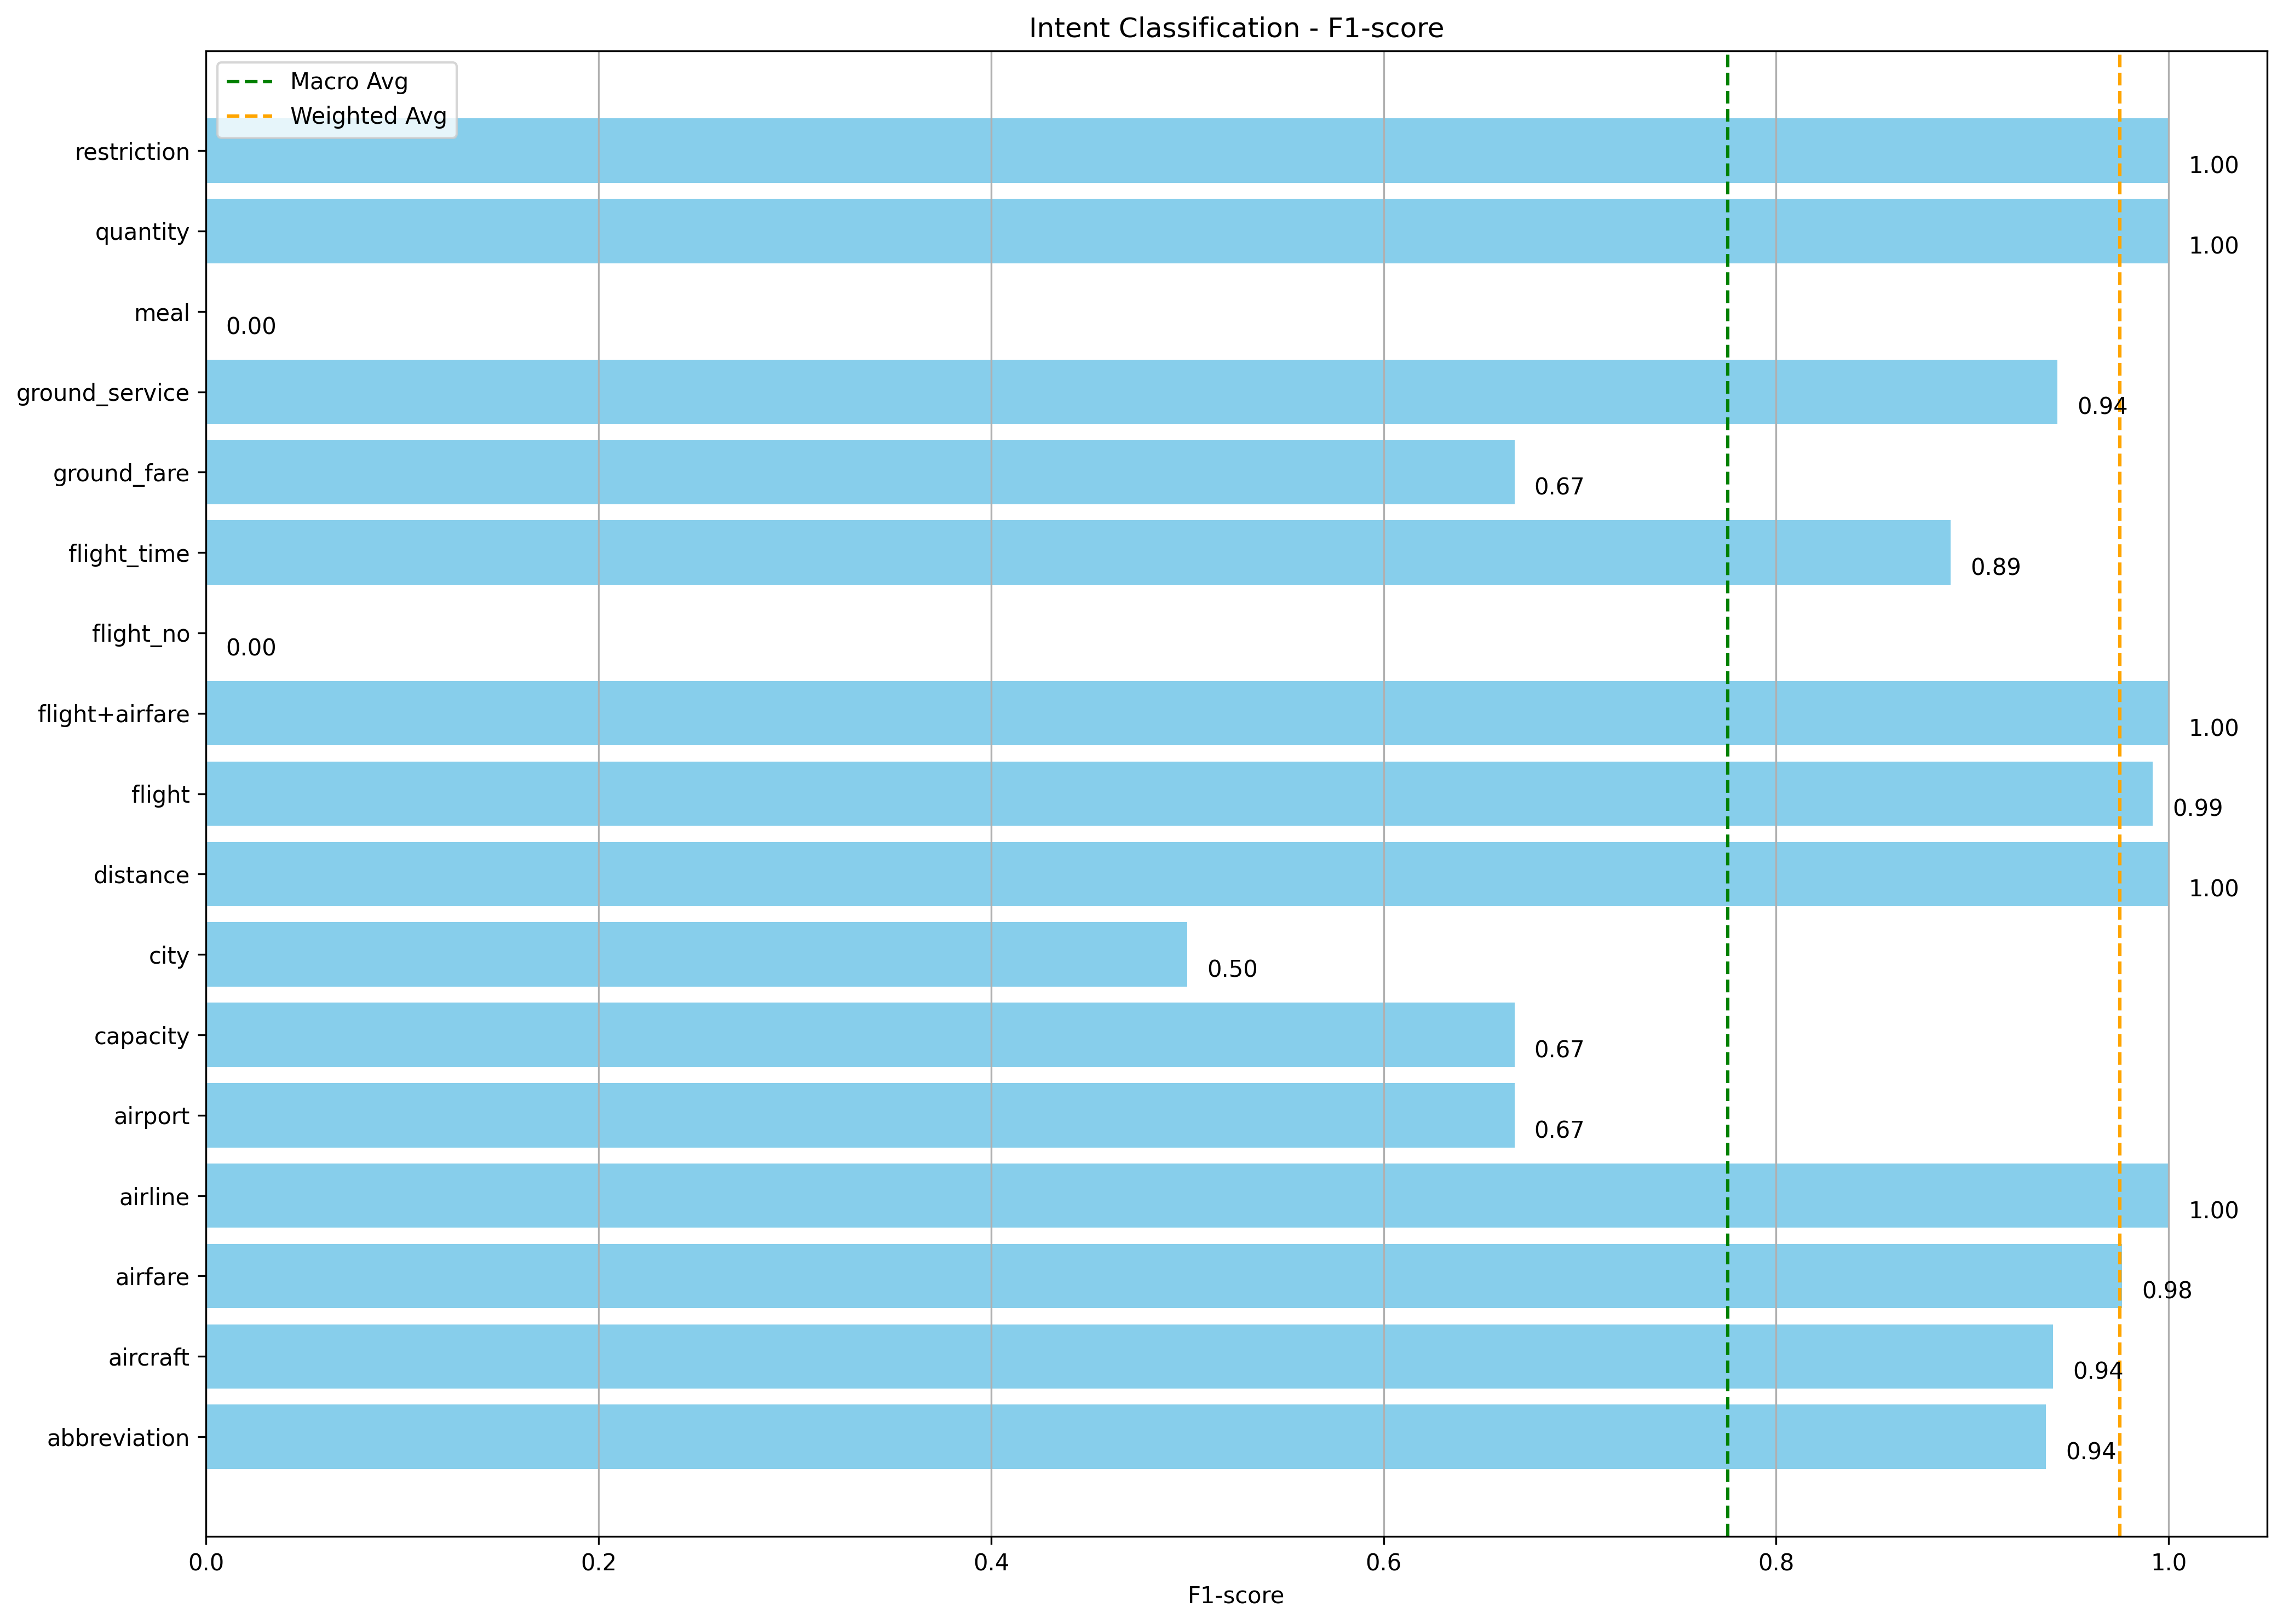 Intent Classification - F1-score
Macro Avg
Weighted Avg
restriction
1.00
quantity
1.00
meal
0.00
ground_service
0.94
ground_fare
0.67
flight_time
0.89
flight_no
0.00
flight+airfare
1.00
flight
0.99
distance
1.00
city
0.50
capacity
0.67
airport
0.67
airline
1.00
airfare
0.98
aircraft
0.94
abbreviation
0.94
0.0 0.2 0.4 0.6 0.8 1.0
F1-score